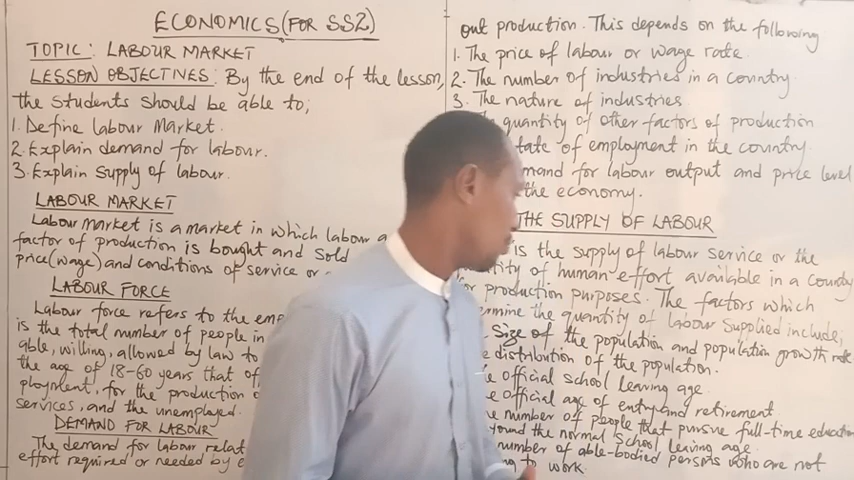 ECONOMICS (FOR SS2)
TOPIC: LABOUR MARKET
LESSON OBJECTIVES: By the end of the lesson,
the students should be able to;
1. Define labour Market.
2. Explain demand for labour.
3. Explain supply of labour.
LABOUR MARKET
Labour market is a market in which labour a
factor of production is bought and sold
price (wage) and conditions of service or
LABOUR FORCE
Labour force refers to the
is the total number of people in
able, willing, allowed by law to
the age of 18-60 years that
ployment, for the production
services, and the unemployed.
DEMAND FOR LABOUR
The demand for labour
effort required or needed by
out production. This depends on the following
1. The price of labour or wage rate.
2. The number of industries in a country.
3. The nature of industries.
quantity of other factors of production
of employment in the country.
for labour output and price level
the economy.
THE SUPPLY OF LABOUR
is the supply of labour service or the
of human effort available in a country
for production purposes. The factors which
the quantity of labour supplied include;
Size of the population and population growth rate
distribution of the population.
official school leaving age.
official age of entry and retirement
number of people that pursue full-time education
the normal school leaving age.
number of able-bodied persons who are not
to work.